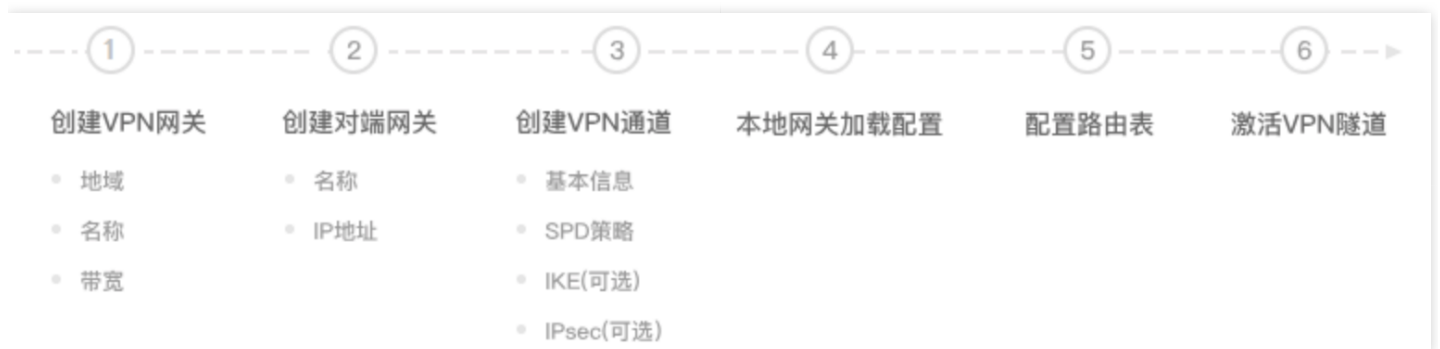 1 2 3 4 5 6
创建VPN网关 创建对端网关 创建VPN通道 本地网关加载配置 配置路由表 激活VPN隧道
地域 名称 基本信息
名称 IP地址 SPD策略
带宽 IKE(可选)
IPsec(可选)